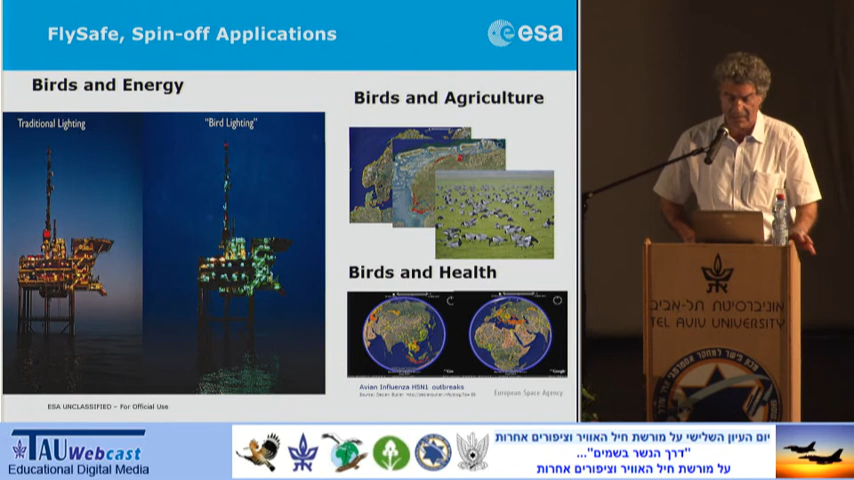 FlySafe, Spin-off Applications
esa
Birds and Energy
Traditional Lighting
“Bird Lighting”
Birds and Agriculture
Birds and Health
Avian Influenza H5N1 outbreaks
European Space Agency
ESA UNCLASSIFIED – For Official Use
אוניברסיטת תל-אביב
TEL AVIV UNIVERSITY
TAU Webcast
Educational Digital Media
יום העיון השלישי על מורשת חיל האוויר וציפורים אחרות
"דרך הנשר בשמים"...
על מורשת חיל האוויר וציפורים אחרות